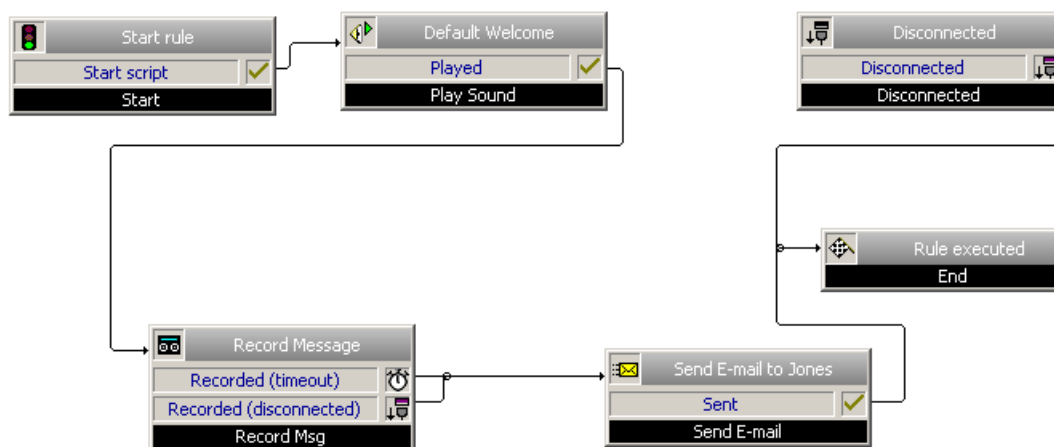 Start rule
Start script
Start
Default Welcome
Played
Play Sound
Disconnected
Disconnected
Disconnected
Rule executed
End
Record Message
Recorded (timeout)
Recorded (disconnected)
Record Msg
Send E-mail to Jones
Sent
Send E-mail